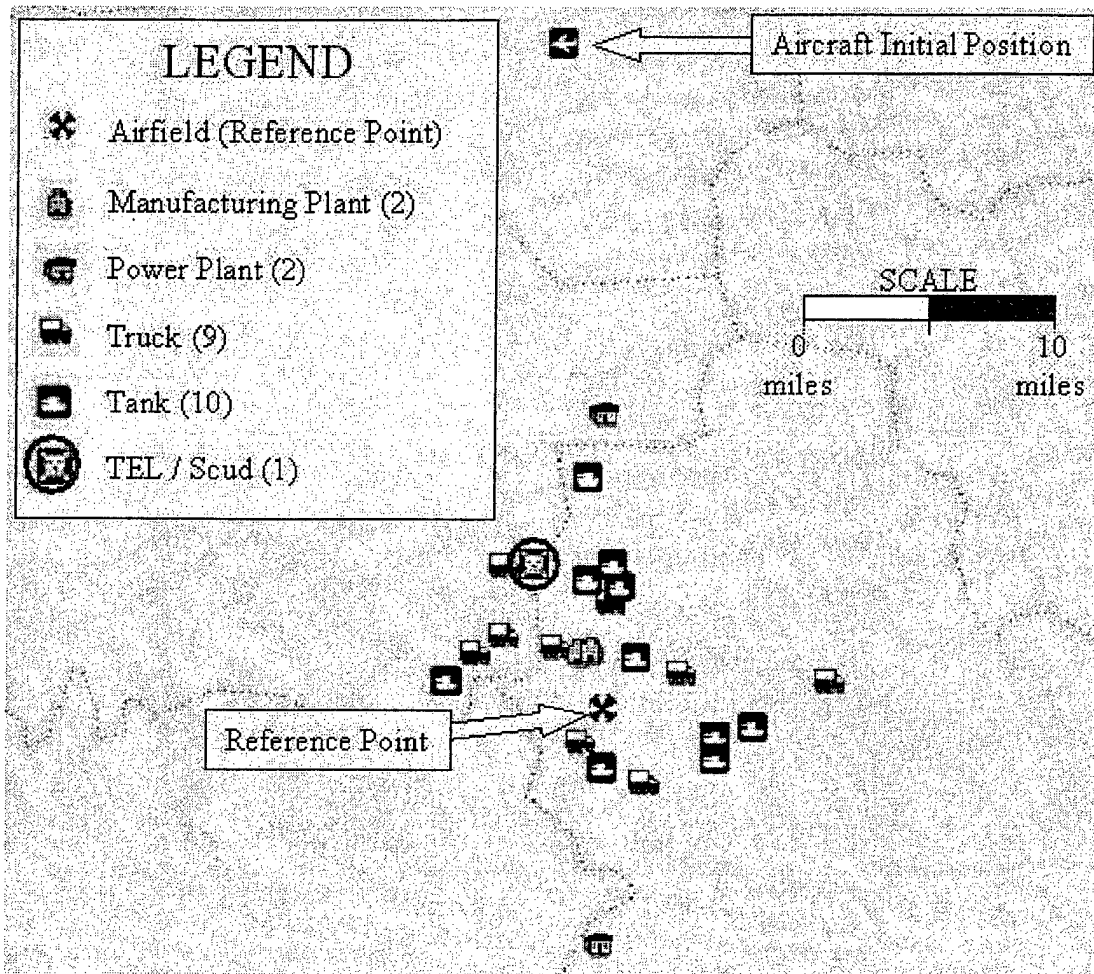 LEGEND
Airfield (Reference Point)
Manufacturing Plant (2)
Power Plant (2)
Truck (9)
Tank (10)
TEL / Scud (1)
Aircraft Initial Position
SCALE
0 10
miles miles
Reference Point